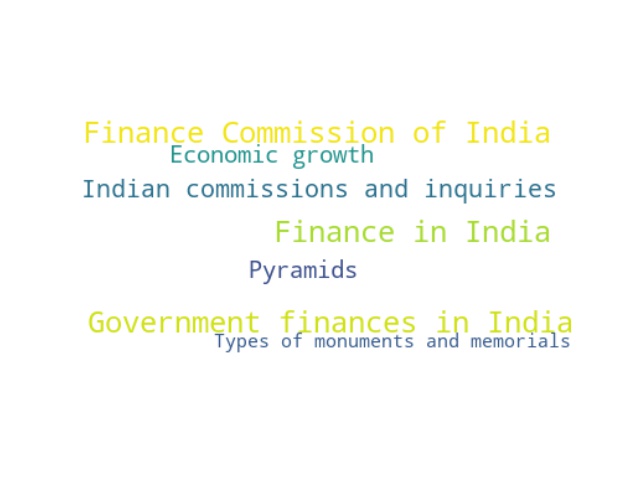 Finance Commission of India
Economic growth
Indian commissions and inquiries
Finance in India
Pyramids
Government finances in India
Types of monuments and memorials